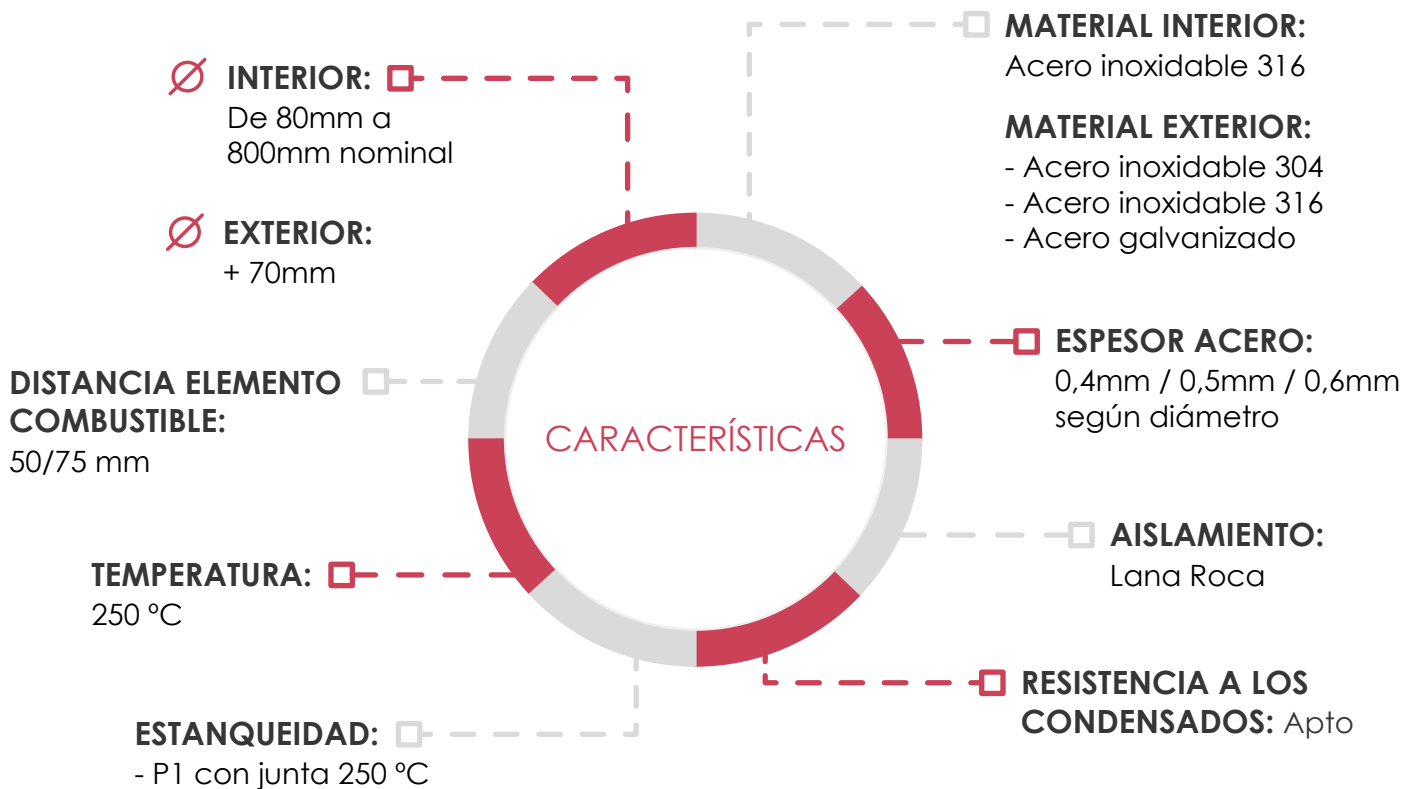 INTERIOR:
De 80mm a
800mm nominal
EXTERIOR:
+ 70mm
DISTANCIA ELEMENTO
COMBUSTIBLE:
50/75 mm
TEMPERATURA:
250 ºC
ESTANQUEIDAD:
- P1 con junta 250 ºC
CARACTERÍSTICAS
MATERIAL INTERIOR:
Acero inoxidable 316
MATERIAL EXTERIOR:
- Acero inoxidable 304
- Acero inoxidable 316
- Acero galvanizado
ESPESOR ACERO:
0,4mm / 0,5mm / 0,6mm
según diámetro
AISLAMIENTO:
Lana Roca
RESISTENCIA A LOS
CONDENSADOS: Apto